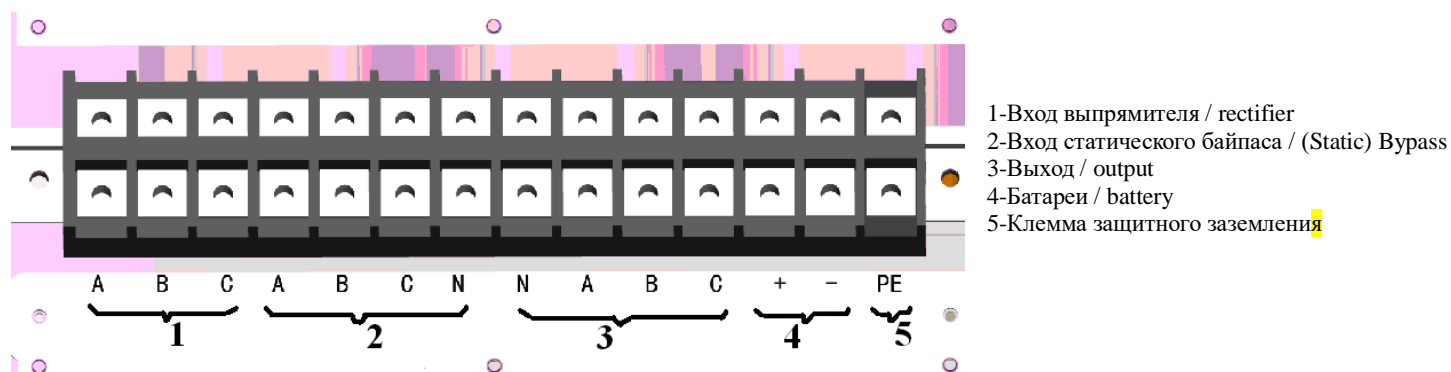 1-Вход выпрямителя / rectifier
2-Вход статического байпаса / (Static) Bypass
3-Выход / output
4-Батареи / battery
5-Клемма защитного заземления
A B C A B C N N A B C + - PE
1 2 3 4 5